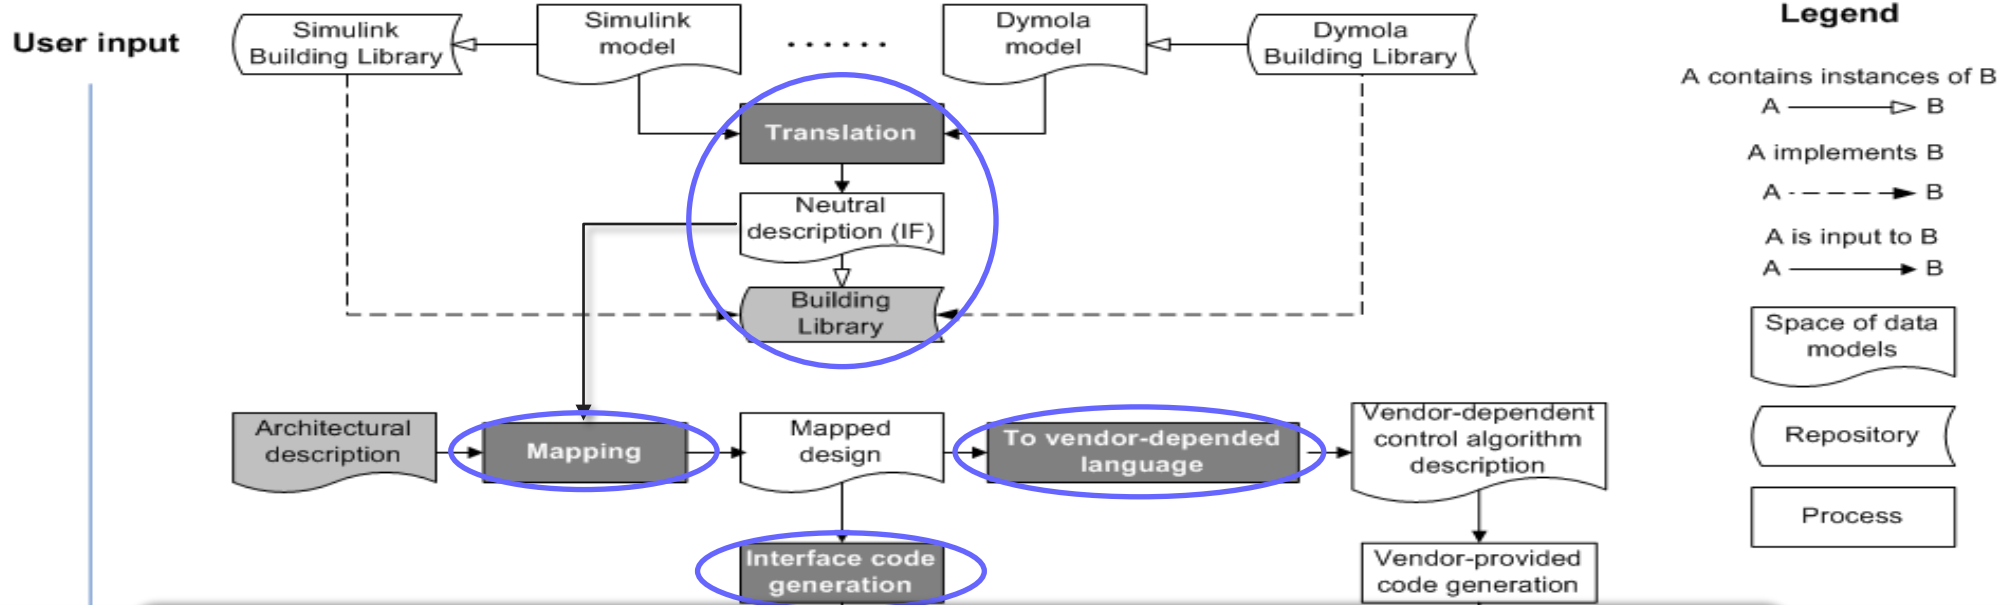 User input
Simulink
Building Library
Simulink
model
......
Dymola
model
Dymola
Building Library
Translation
Neutral
description (IF)
Building
Library
Architectural
description
Mapping
Mapped
design
To vendor-depended
language
Vendor-dependent
control algorithm
description
Interface code
generation
Vendor-provided
code generation
Legend
A contains instances of B
A B
A implements B
A B
A is input to B
A B
Space of data
models
Repository
Process